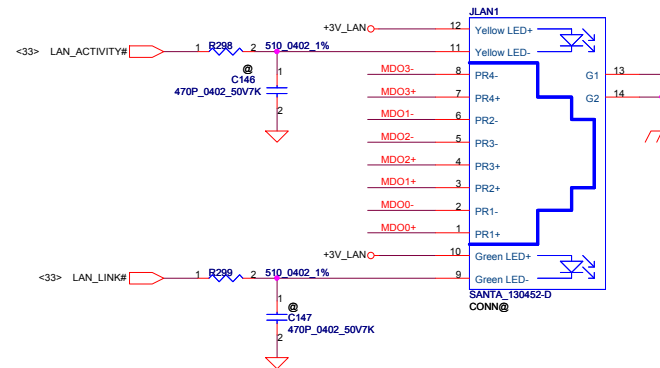 JLAN1
+3V_LAN 12 Yellow LED+
<33> LAN_ACTIVITY# 1 R298 2 510_0402_1% 11 Yellow LED-
@
C146
470P_0402_50V7K
1
2
MDO3- 8 PR4- G1 13
MDO3+ 7 PR4+ G2 14
MDO1- 6 PR2-
MDO2- 5 PR3-
MDO2+ 4 PR3+
MDO1+ 3 PR2+
MDO0- 2 PR1-
MDO0+ 1 PR1+
+3V_LAN 10 Green LED+
<33> LAN_LINK# 1 R299 2 510_0402_1% 9 Green LED-
SANTA_130452-D
CONN@
1
@
C147
470P_0402_50V7K
2